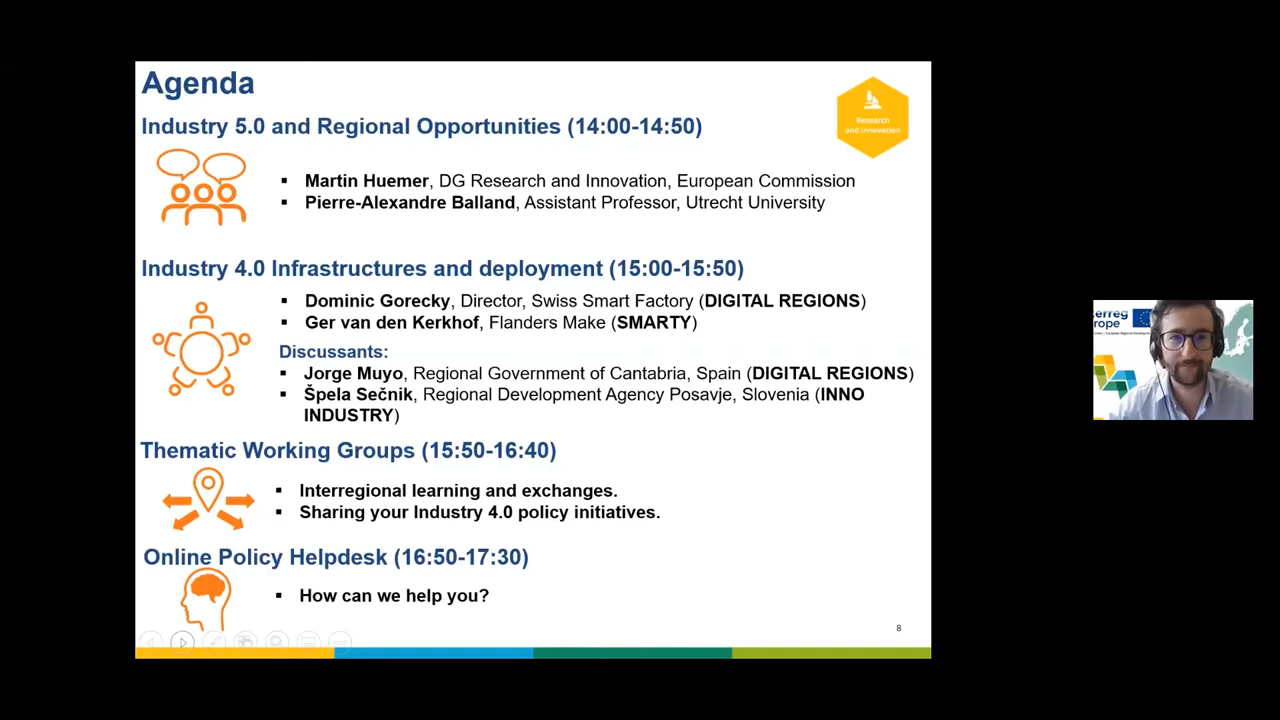 Agenda
Research
and innovation
Industry 5.0 and Regional Opportunities (14:00-14:50)
▪ Martin Huemer, DG Research and Innovation, European Commission
▪ Pierre-Alexandre Balland, Assistant Professor, Utrecht University
Industry 4.0 Infrastructures and deployment (15:00-15:50)
▪ Dominic Gorecky, Director, Swiss Smart Factory (DIGITAL REGIONS)
▪ Ger van den Kerkhof, Flanders Make (SMARTY)
Discussants:
▪ Jorge Muyo, Regional Government of Cantabria, Spain (DIGITAL REGIONS)
▪ Špela Sečnik, Regional Development Agency Posavje, Slovenia (INNO
INDUSTRY)
Thematic Working Groups (15:50-16:40)
▪ Interregional learning and exchanges.
▪ Sharing your Industry 4.0 policy initiatives.
Online Policy Helpdesk (16:50-17:30)
▪ How can we help you?
8
terreg
rope